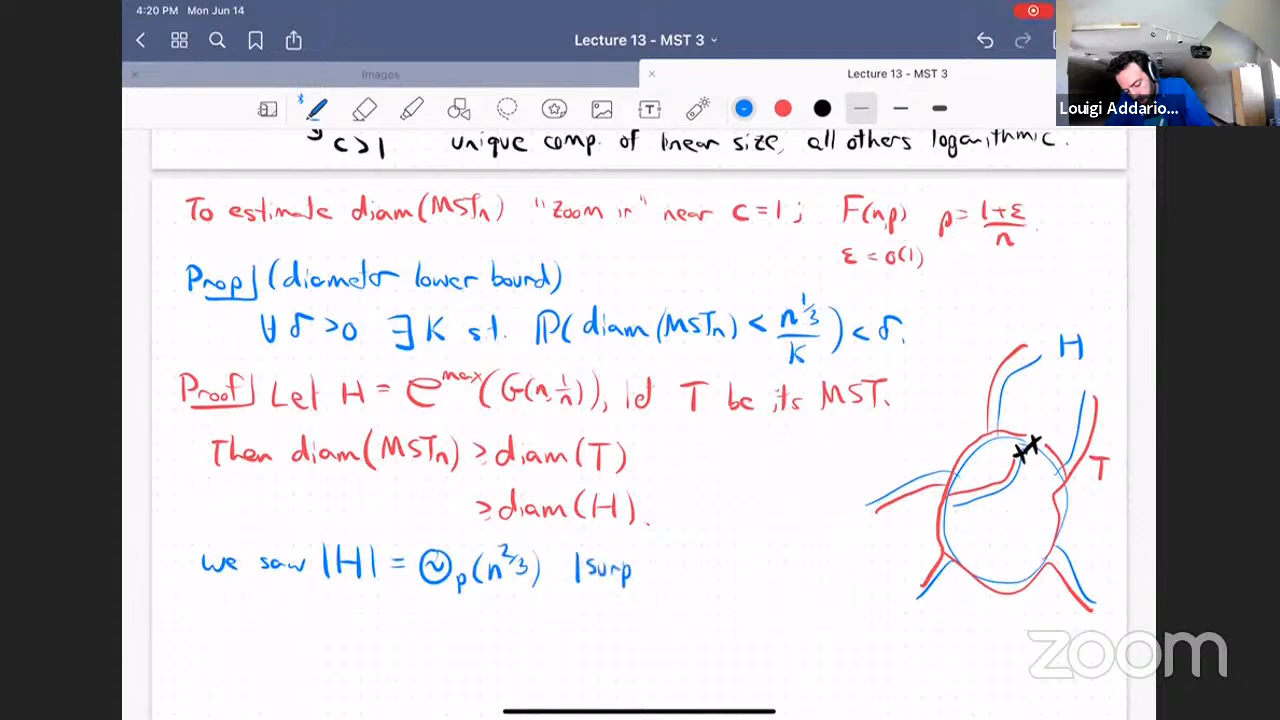 4:20 PM Mon Jun 14
Lecture 13 - MST 3
Images
Lecture 13 - MST 3
Louigi Addario...
c > 1 unique comp. of linear size, all others logarithmic.
To estimate diam(MSTn) "Zoom in" near c = 1 ; F(n,p) p = (1+ε)/n
ε = o(1)
Prop (diameter lower bound)
∀ δ > 0 ∃ K st. ℙ(diam(MSTn) < n^{1/3}/K) < δ.
Proof Let H = C^{max}(G(n, 1/n)), let T be its MST.
Then diam(MSTn) ≥ diam(T)
≥ diam(H).
We saw |H| = Θ_p(n^{2/3}) |surp
H
T
zoom